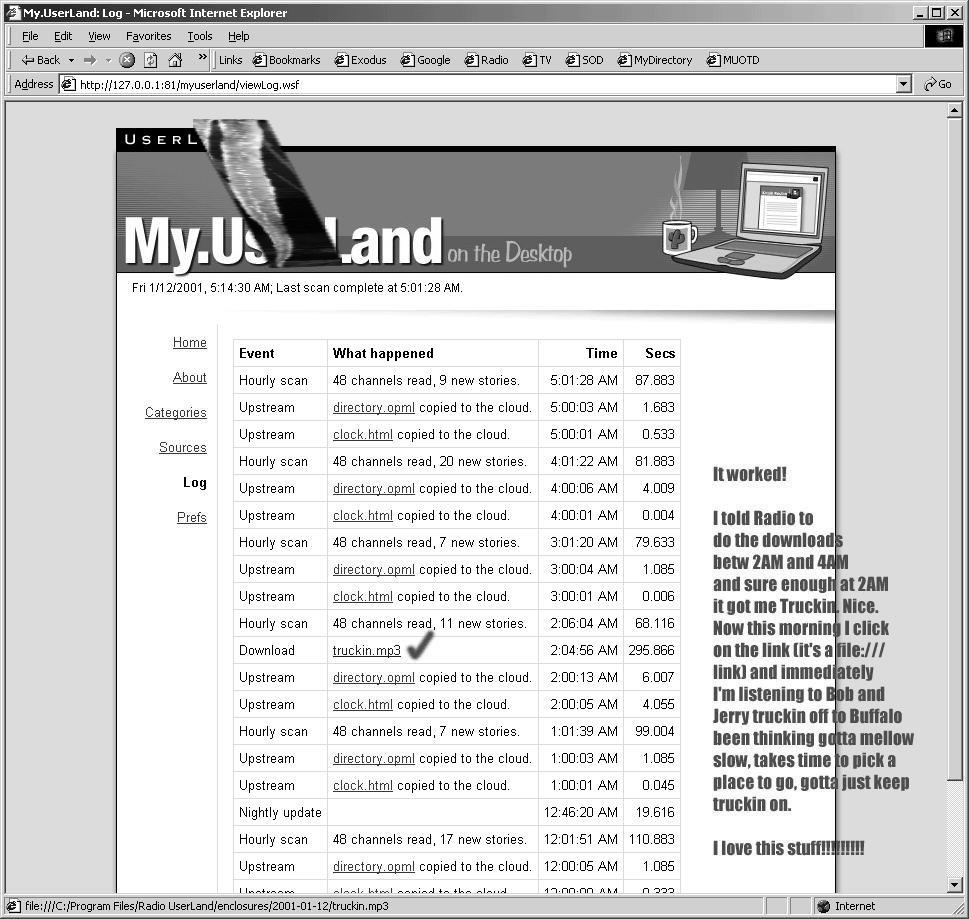 My.UserLand: Log - Microsoft Internet Explorer
File Edit View Favorites Tools Help
Back » Links Bookmarks Exodus Google Radio TV SOD MyDirectory MUOTD
Address http://127.0.0.1:81/myuserland/viewLog.wsf Go
USERL
My.Us Land on the Desktop
Fri 1/12/2001, 5:14:30 AM; Last scan complete at 5:01:28 AM.
Home
About
Categories
Sources
Log
Prefs
Event What happened Time Secs
Hourly scan 48 channels read, 9 new stories. 5:01:28 AM 87.883
Upstream directory.opml copied to the cloud. 5:00:03 AM 1.683
Upstream clock.html copied to the cloud. 5:00:01 AM 0.533
Hourly scan 48 channels read, 20 new stories. 4:01:22 AM 81.883
Upstream directory.opml copied to the cloud. 4:00:06 AM 4.009
Upstream clock.html copied to the cloud. 4:00:01 AM 0.004
Hourly scan 48 channels read, 7 new stories. 3:01:20 AM 79.633
Upstream directory.opml copied to the cloud. 3:00:04 AM 1.085
Upstream clock.html copied to the cloud. 3:00:01 AM 0.006
Hourly scan 48 channels read, 11 new stories. 2:06:04 AM 68.116
Download truckin.mp3 2:04:56 AM 295.866
Upstream directory.opml copied to the cloud. 2:00:13 AM 6.007
Upstream clock.html copied to the cloud. 2:00:05 AM 4.055
Hourly scan 48 channels read, 7 new stories. 1:01:39 AM 99.004
Upstream directory.opml copied to the cloud. 1:00:03 AM 1.085
Upstream clock.html copied to the cloud. 1:00:01 AM 0.045
Nightly update 12:46:20 AM 19.616
Hourly scan 48 channels read, 17 new stories. 12:01:51 AM 110.883
Upstream directory.opml copied to the cloud. 12:00:05 AM 1.085
Upstream clock.html copied to the cloud. 12:00:00 AM 0.333
It worked!
I told Radio to
do the downloads
betw 2AM and 4AM
and sure enough at 2AM
it got me Truckin. Nice.
Now this morning I click
on the link (it's a file:///
link) and immediately
I'm listening to Bob and
Jerry truckin off to Buffalo
been thinking gotta mellow
slow, takes time to pick a
place to go, gotta just keep
truckin on.
I love this stuff!!!!!!!!!
file:///C:/Program Files/Radio UserLand/enclosures/2001-01-12/truckin.mp3 Internet